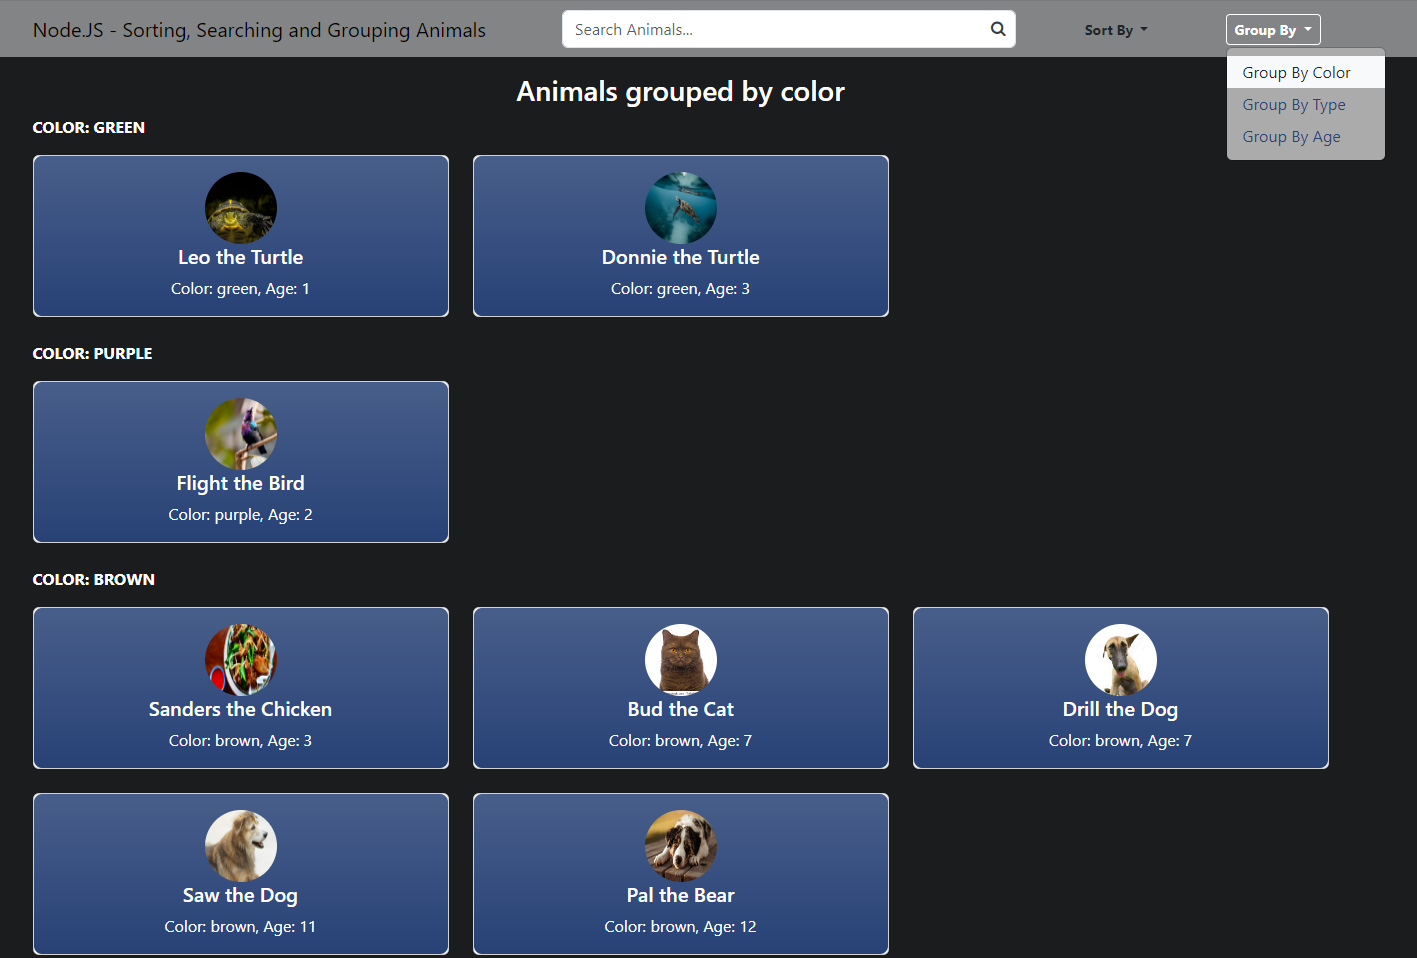 Node.JS - Sorting, Searching and Grouping Animals
Search Animals...
Sort By
Group By
Group By Color
Group By Type
Group By Age
Animals grouped by color
COLOR: GREEN
Leo the Turtle
Color: green, Age: 1
Donnie the Turtle
Color: green, Age: 3
COLOR: PURPLE
Flight the Bird
Color: purple, Age: 2
COLOR: BROWN
Sanders the Chicken
Color: brown, Age: 3
Bud the Cat
Color: brown, Age: 7
Drill the Dog
Color: brown, Age: 7
Saw the Dog
Color: brown, Age: 11
Pal the Bear
Color: brown, Age: 12